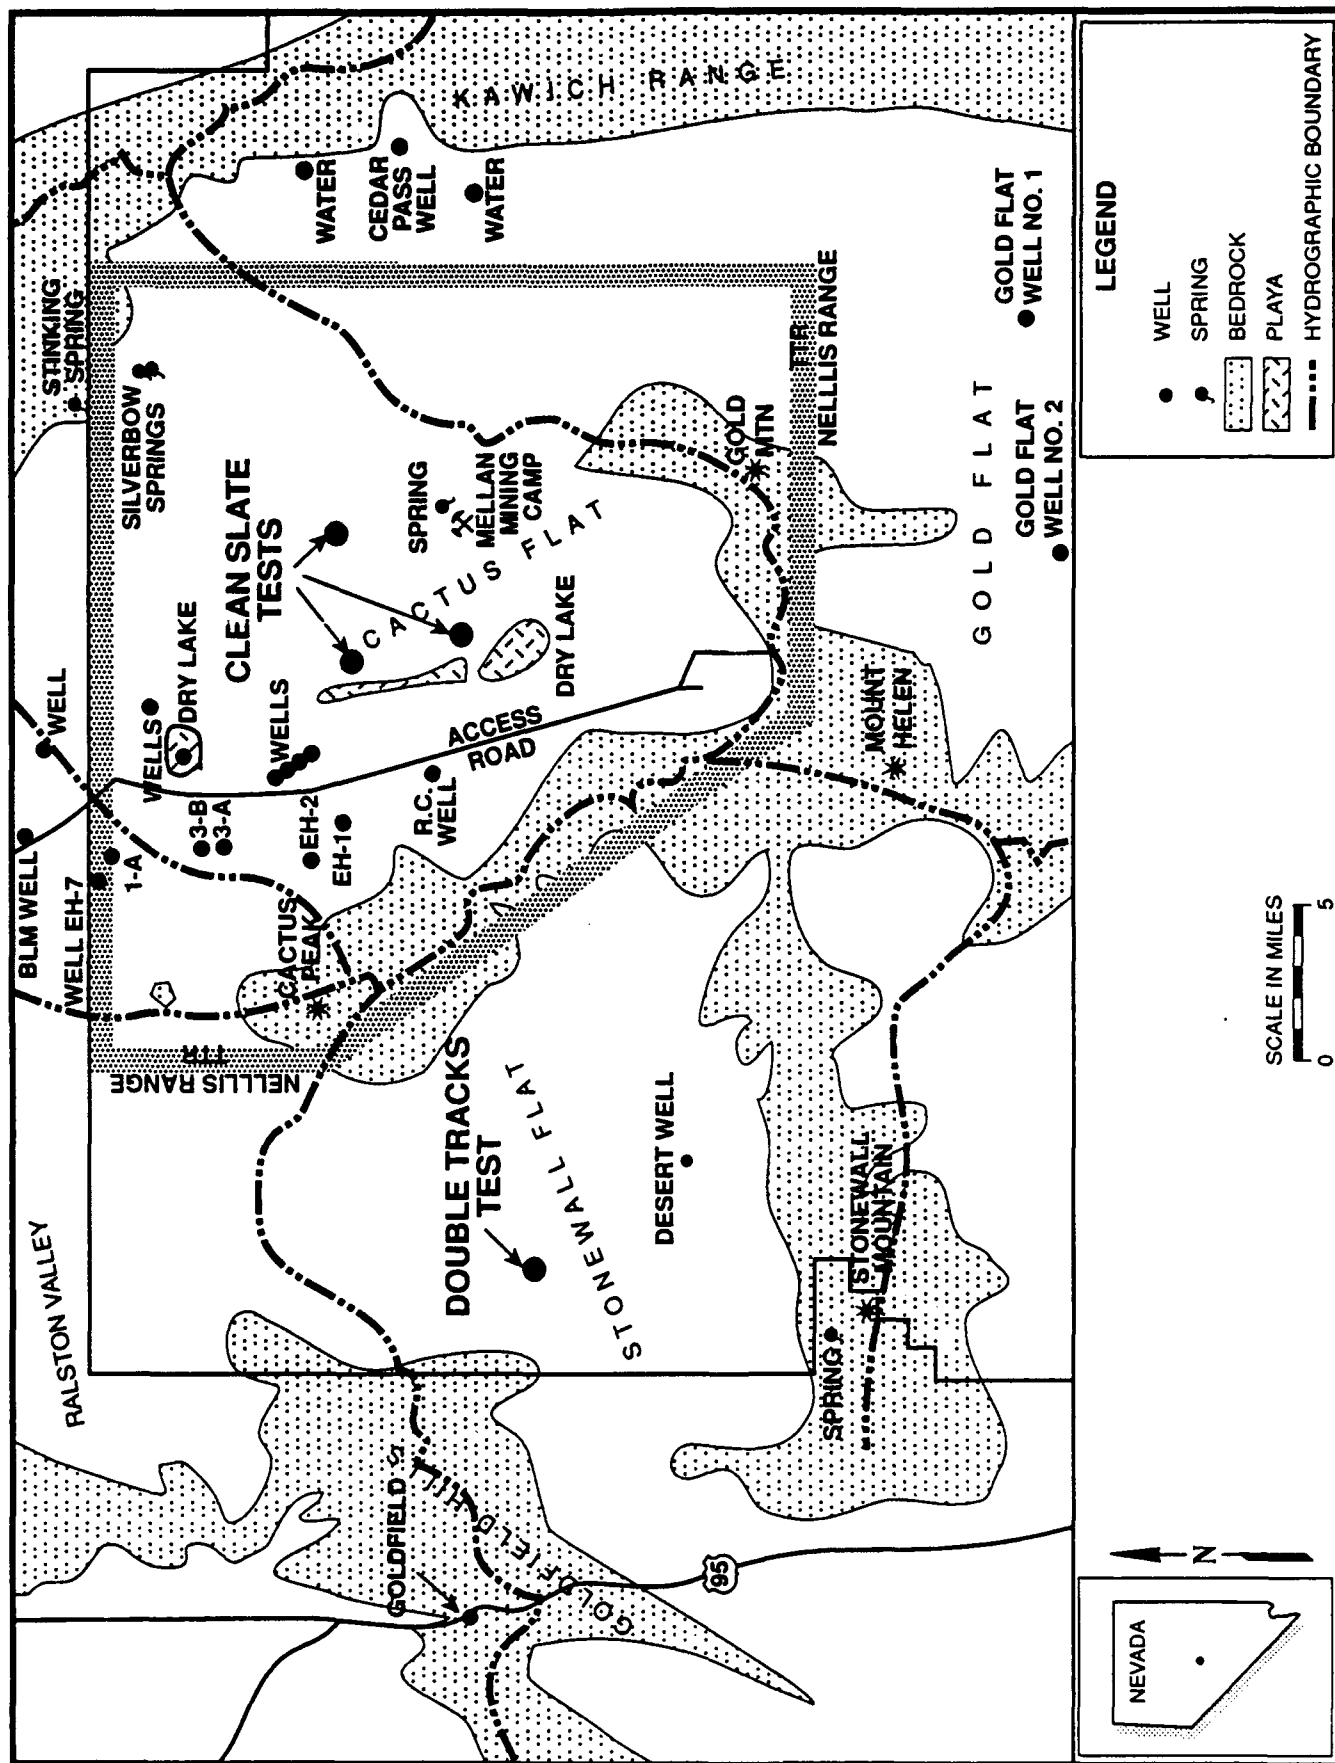 RALSTON VALLEY
BLM WELL
WELL
WELL EH-7
1-A
WELLS
DRY LAKE
3-B
3-A
STINKING
SPRING
SILVERBOW
SPRINGS
TTR
NELLIS RANGE
CACTUS
PEAK
EH-2
EH-1
WELLS
CLEAN SLATE
TESTS
WATER
CEDAR
PASS
WELL
WATER
KAWICH RANGE
GOLDFIELD
GOLDFIELD HILLS
DOUBLE TRACKS
TEST
R.C.
WELL
ACCESS
ROAD
SPRING
MELLAN
MINING
CAMP
CACTUS FLAT
DRY LAKE
STONEWALL FLAT
DESERT WELL
GOLD
MTN
TTR
NELLLIS RANGE
95
SPRING
STONEWALL
MOUNTAIN
MOUNT
HELEN
GOLD FLAT
GOLD FLAT
WELL NO. 1
GOLD FLAT
WELL NO. 2
NEVADA
N
SCALE IN MILES
0 5
LEGEND
WELL
SPRING
BEDROCK
PLAYA
HYDROGRAPHIC BOUNDARY